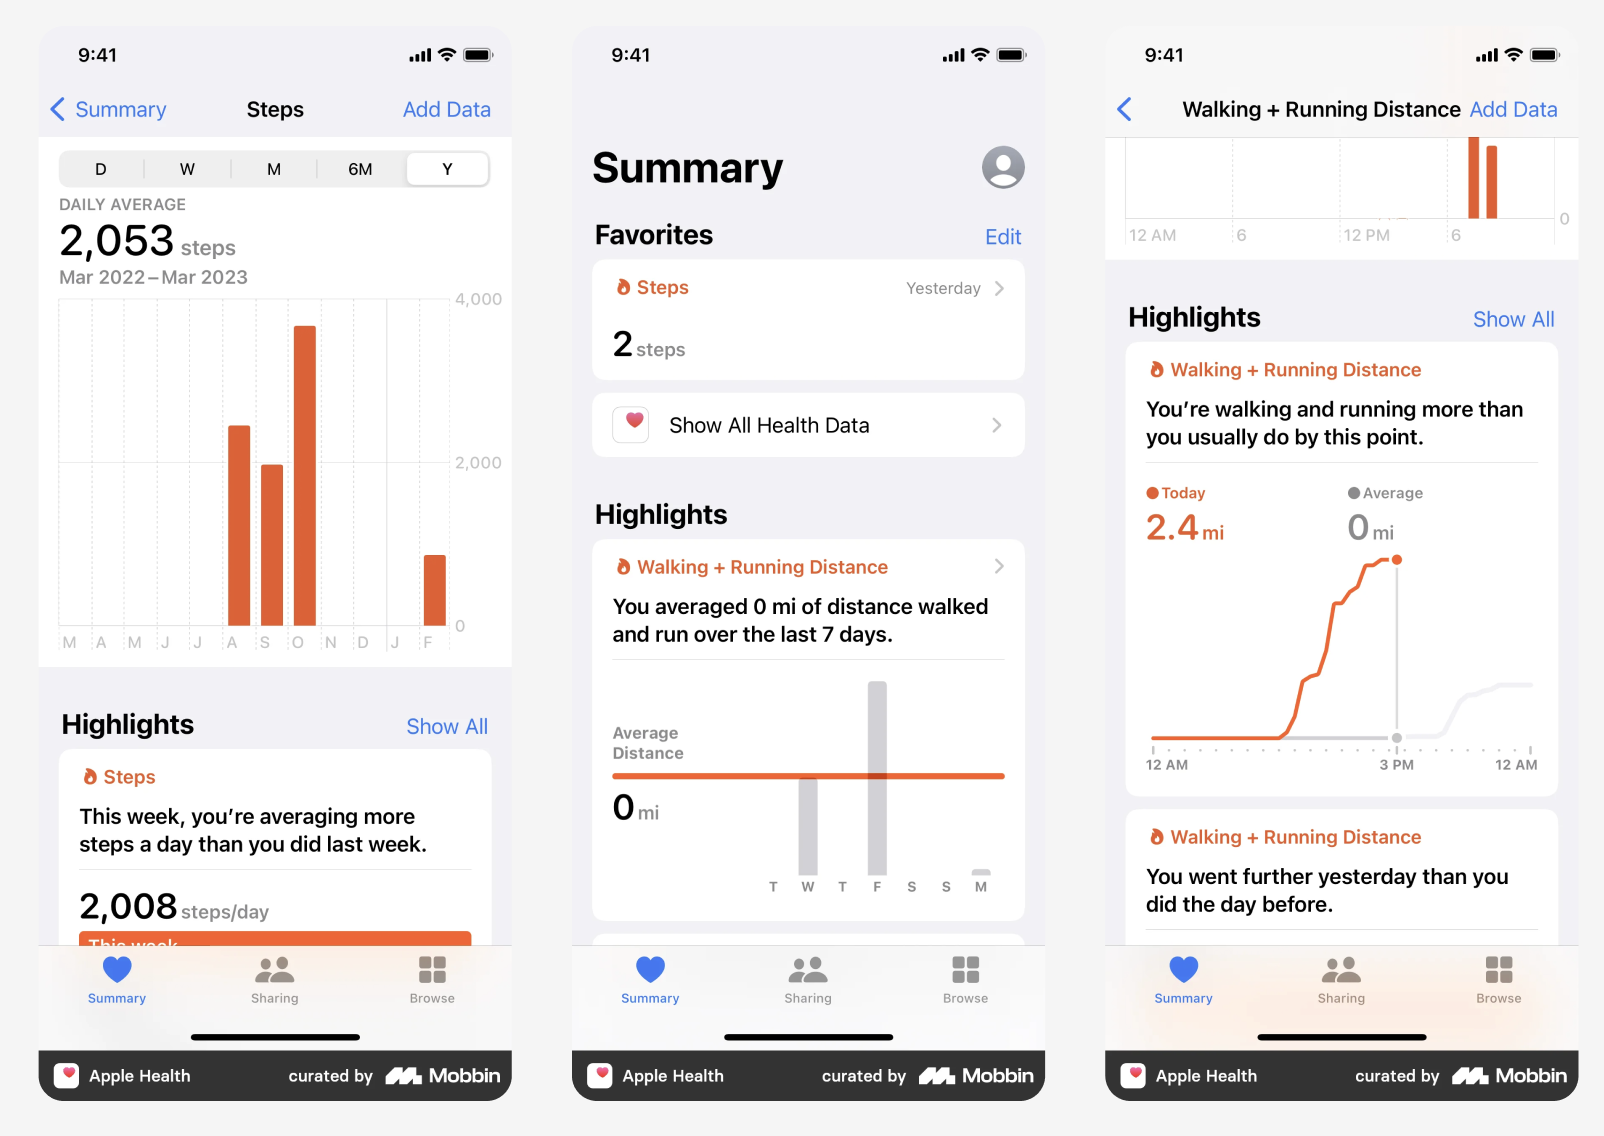 9:41
Summary
Steps
Add Data
D W M 6M Y
DAILY AVERAGE
2,053 steps
Mar 2022–Mar 2023
4,000
2,000
0
M A M J J A S O N D J F
Highlights
Show All
Steps
This week, you’re averaging more
steps a day than you did last week.
2,008 steps/day
This week
Summary
Sharing
Browse
Apple Health
curated by Mobbin
9:41
Summary
Favorites
Edit
Steps
Yesterday
2 steps
Show All Health Data
Highlights
Walking + Running Distance
You averaged 0 mi of distance walked
and run over the last 7 days.
Average
Distance
0 mi
T W T F S S M
Summary
Sharing
Browse
Apple Health
curated by Mobbin
9:41
Walking + Running Distance
Add Data
0
12 AM 6 12 PM 6
Highlights
Show All
Walking + Running Distance
You’re walking and running more than
you usually do by this point.
Today
2.4 mi
Average
0 mi
12 AM 3 PM 12 AM
Walking + Running Distance
You went further yesterday than you
did the day before.
Summary
Sharing
Browse
Apple Health
curated by Mobbin